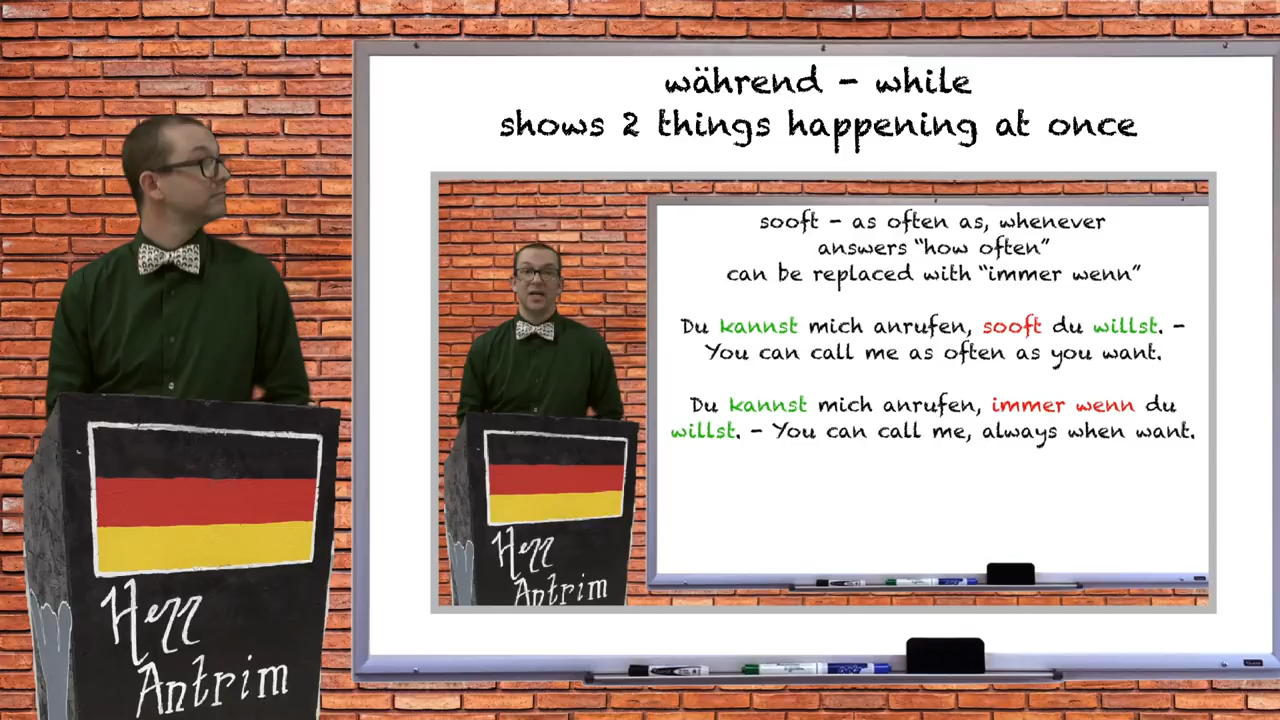 während - while
shows 2 things happening at once
sooft - as often as, whenever
answers "how often"
can be replaced with "immer wenn"
Du kannst mich anrufen, sooft du willst. -
You can call me as often as you want.
Du kannst mich anrufen, immer wenn du
willst. - You can call me, always when want.
Herr
Antrim
Herr
Antrim